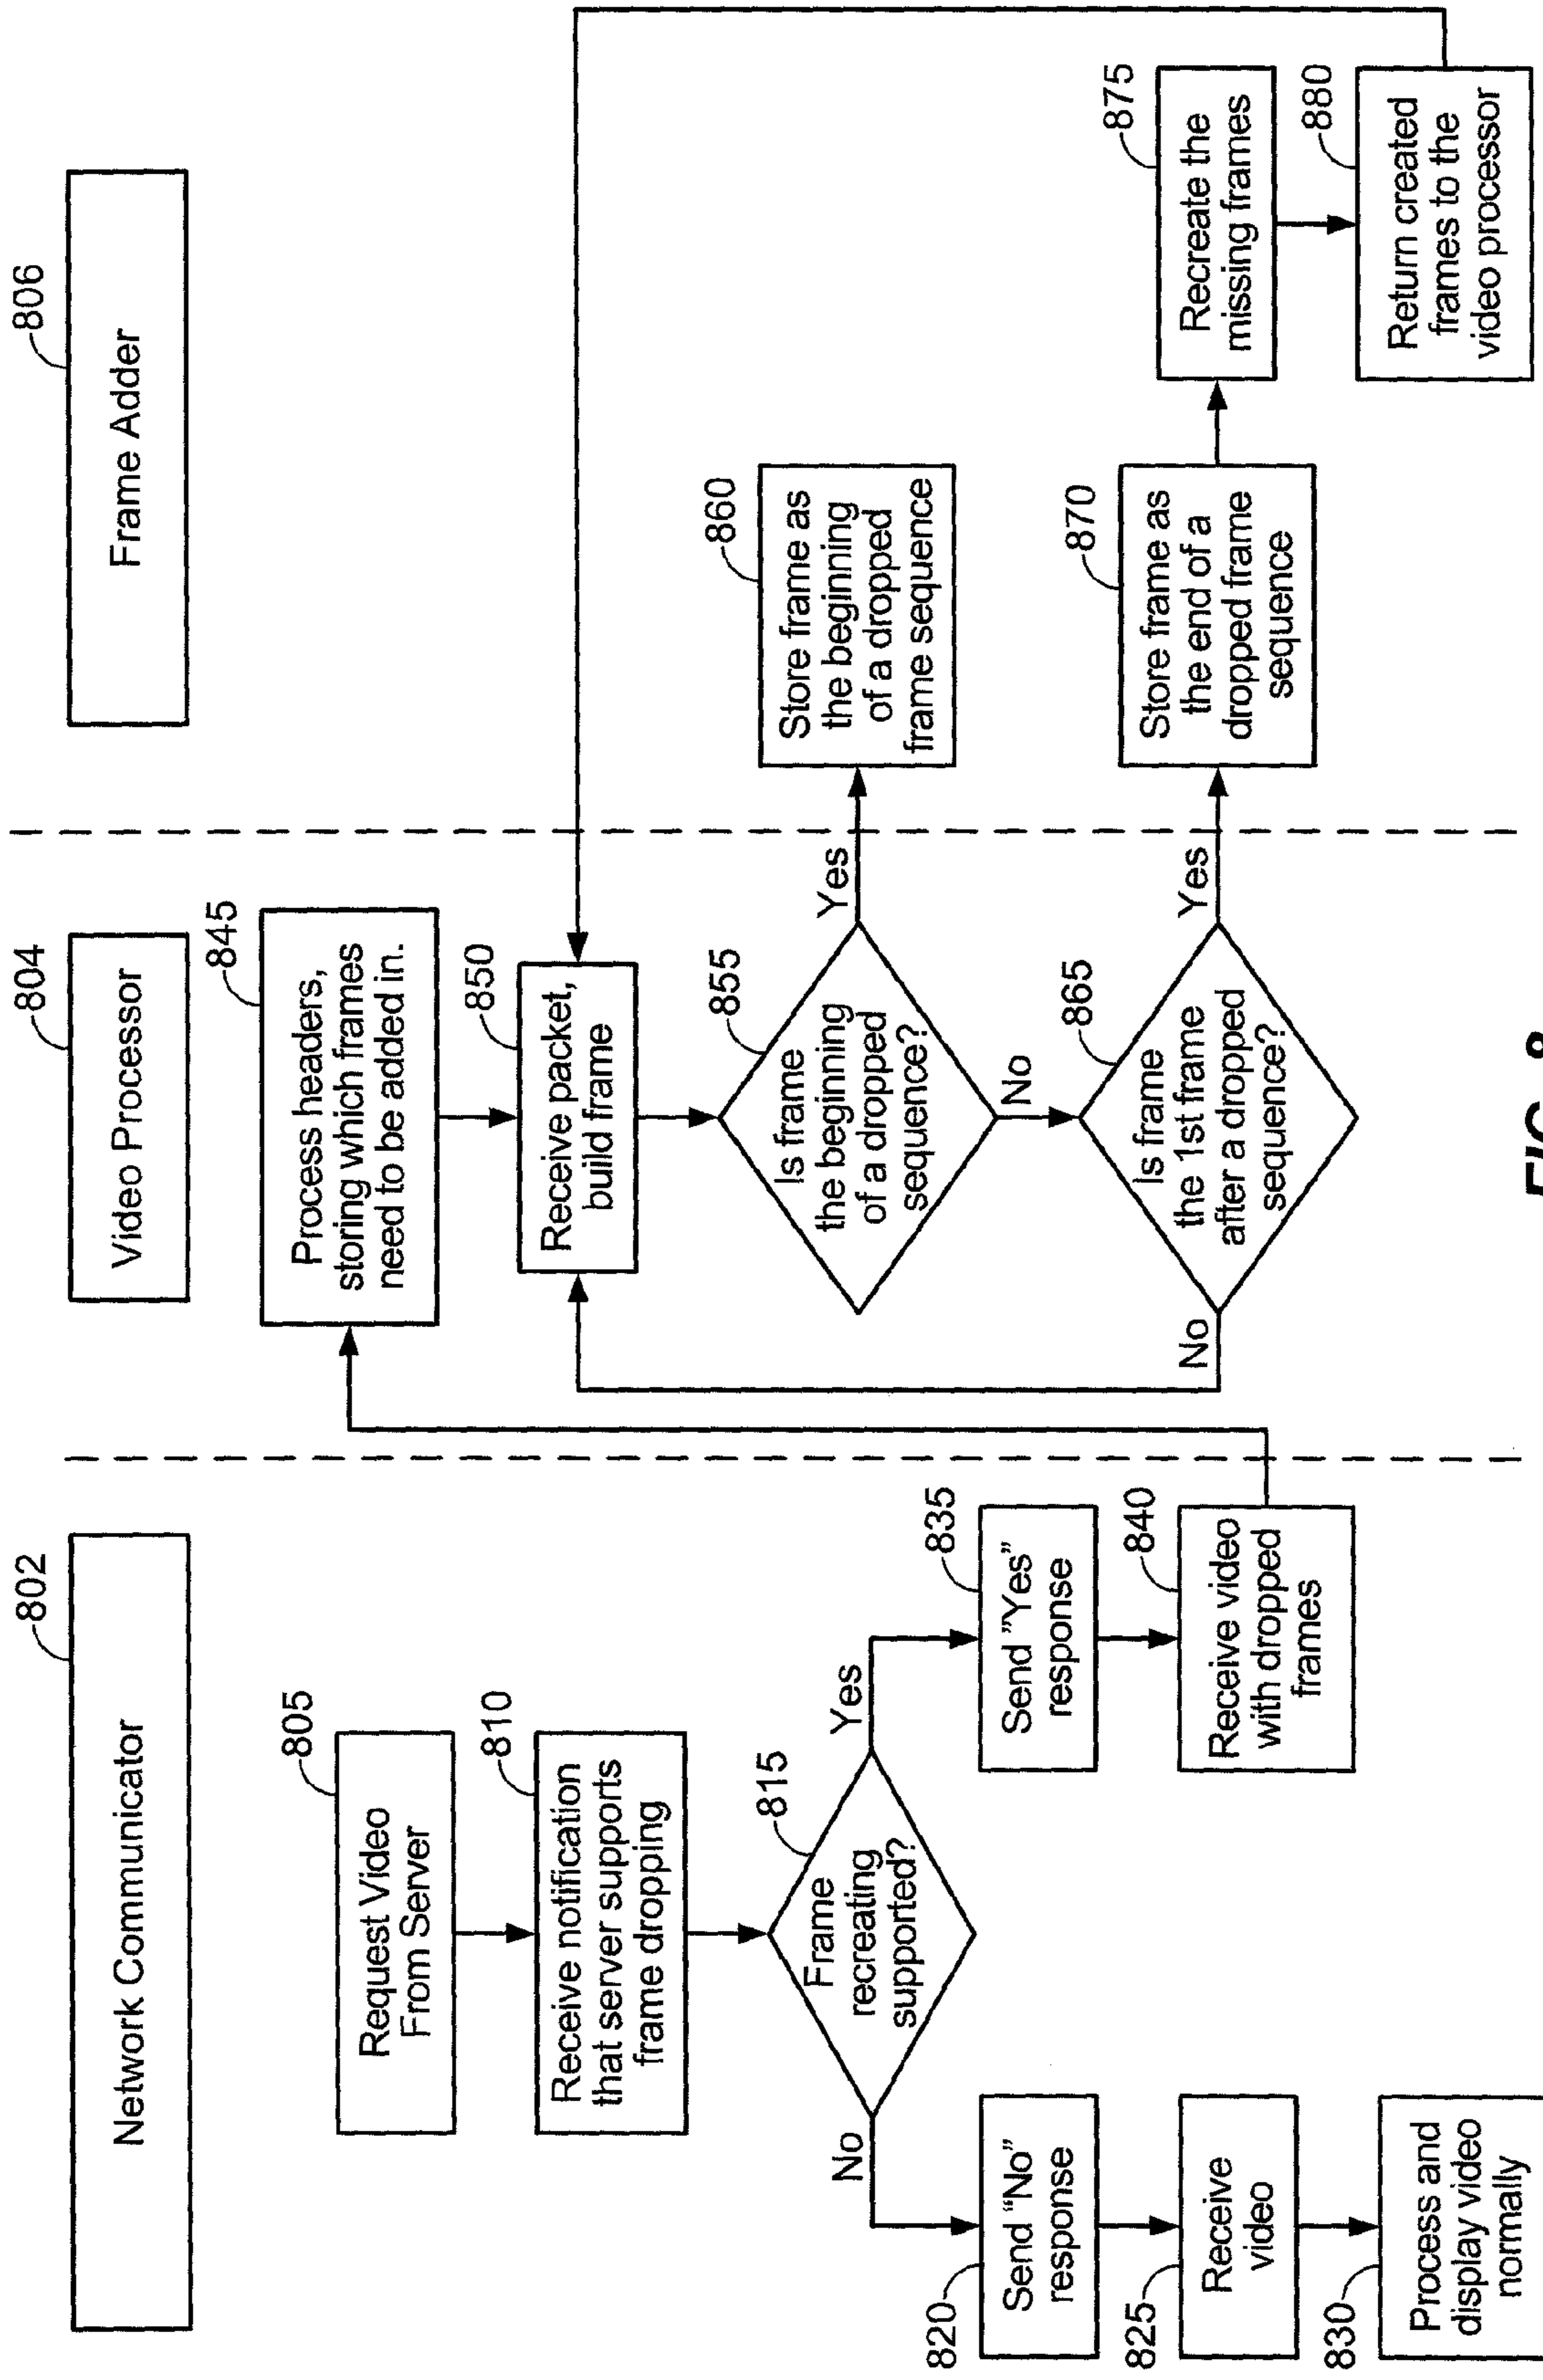 802
Network Communicator
805
Request Video
From Server
810
Receive notification
that server supports
frame dropping
815
Frame
recreating
supported?
No
Yes
820
Send “No”
response
825
Receive
video
830
Process and
display video
normally
835
Send ”Yes”
response
840
Receive video
with dropped
frames
804
Video Processor
845
Process headers,
storing which frames
need to be added in.
850
Receive packet,
build frame
855
Is frame
the beginning
of a dropped
sequence?
Yes
No
865
Is frame
the 1st frame
after a dropped
sequence?
No
Yes
806
Frame Adder
860
Store frame as
the beginning
of a dropped
frame sequence
870
Store frame as
the end of a
dropped frame
sequence
875
Recreate the
missing frames
880
Return created
frames to the
video processor
FIG. 8